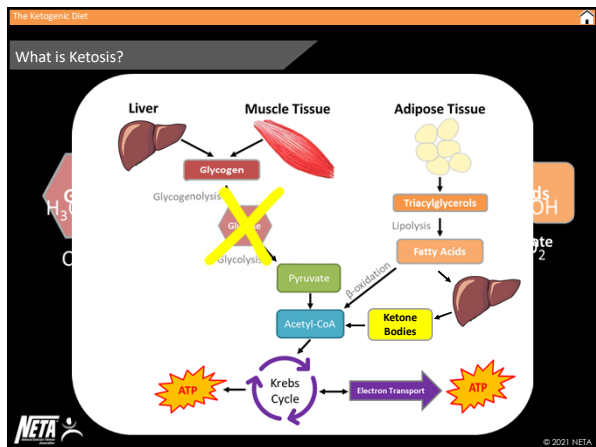 The Ketogenic Diet
What is Ketosis?
Liver
Muscle Tissue
Adipose Tissue
Glycogen
Glycogenolysis
Triacylglycerols
Lipolysis
Glycolysis
Fatty Acids
Pyruvate
β-oxidation
Acetyl-CoA
Ketone
Bodies
ATP
Krebs
Cycle
Electron Transport
ATP
NETA
© 2021 NETA